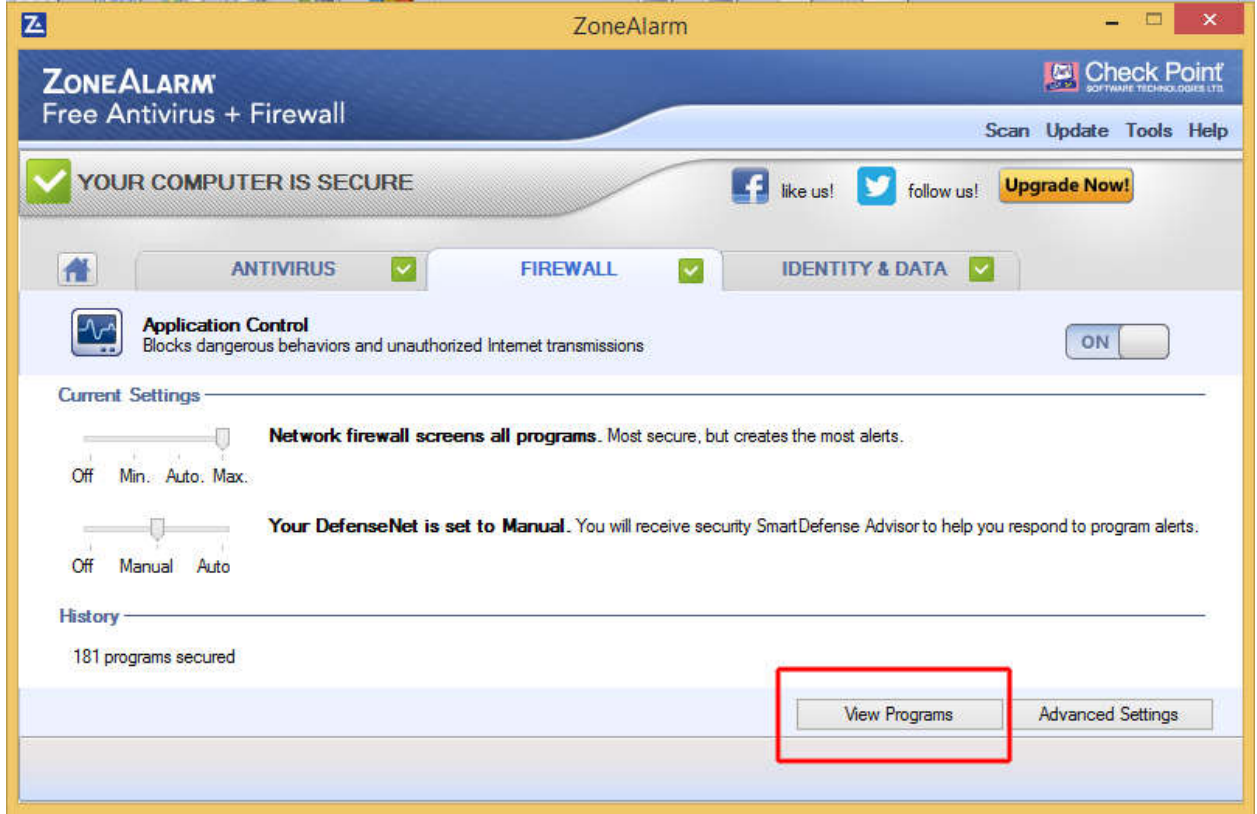 ZoneAlarm
ZONEALARM
Free Antivirus + Firewall
Check Point
SOFTWARE TECHNOLOGIES LTD.
Scan Update Tools Help
YOUR COMPUTER IS SECURE
like us! follow us! Upgrade Now!
ANTIVIRUS FIREWALL IDENTITY & DATA
Application Control
Blocks dangerous behaviors and unauthorized Internet transmissions
ON
Current Settings
Network firewall screens all programs. Most secure, but creates the most alerts.
Off Min. Auto. Max.
Your DefenseNet is set to Manual. You will receive security SmartDefense Advisor to help you respond to program alerts.
Off Manual Auto
History
181 programs secured
View Programs Advanced Settings